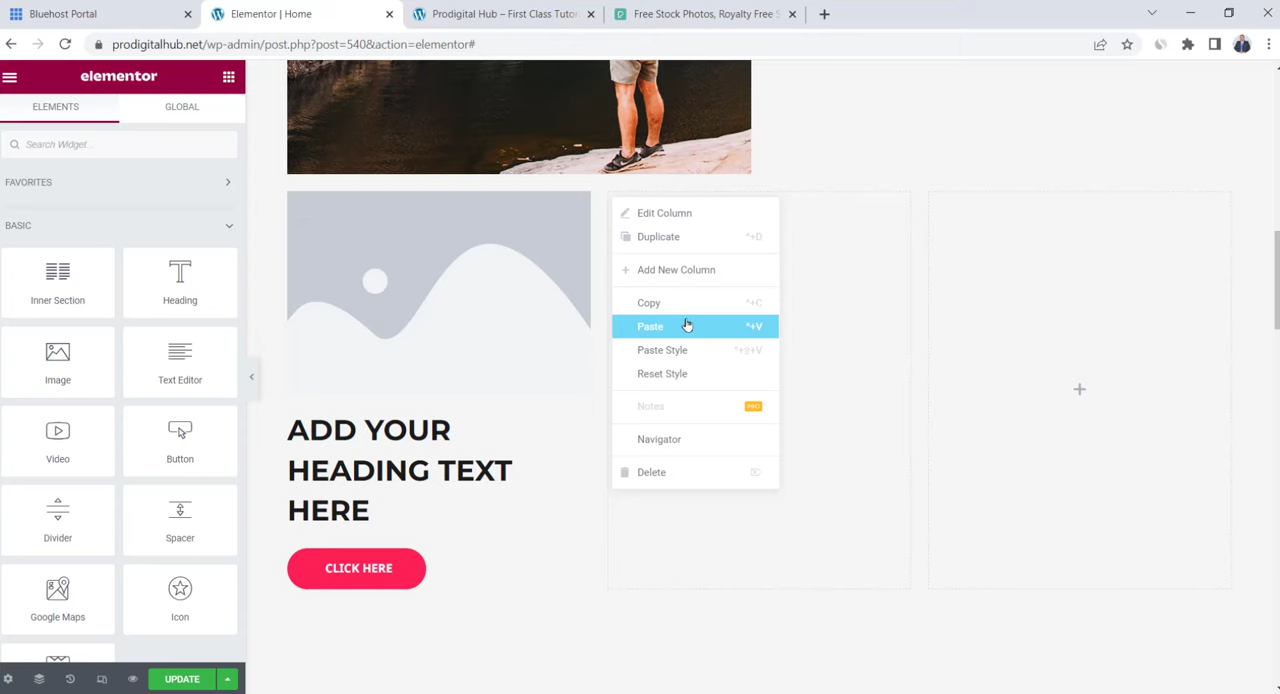 Bluehost Portal
Elementor | Home
Prodigital Hub – First Class Tutor
Free Stock Photos, Royalty Free S
prodigitalhub.net/wp-admin/post.php?post=540&action=elementor#
elementor
ELEMENTS
GLOBAL
Search Widget...
FAVORITES
BASIC
Inner Section
Heading
Image
Text Editor
Video
Button
Divider
Spacer
Google Maps
Icon
UPDATE
Edit Column
Duplicate ^+D
Add New Column
Copy ^+C
Paste ^+V
Paste Style ^+⇧+V
Reset Style
Notes PRO
Navigator
Delete
ADD YOUR
HEADING TEXT
HERE
CLICK HERE